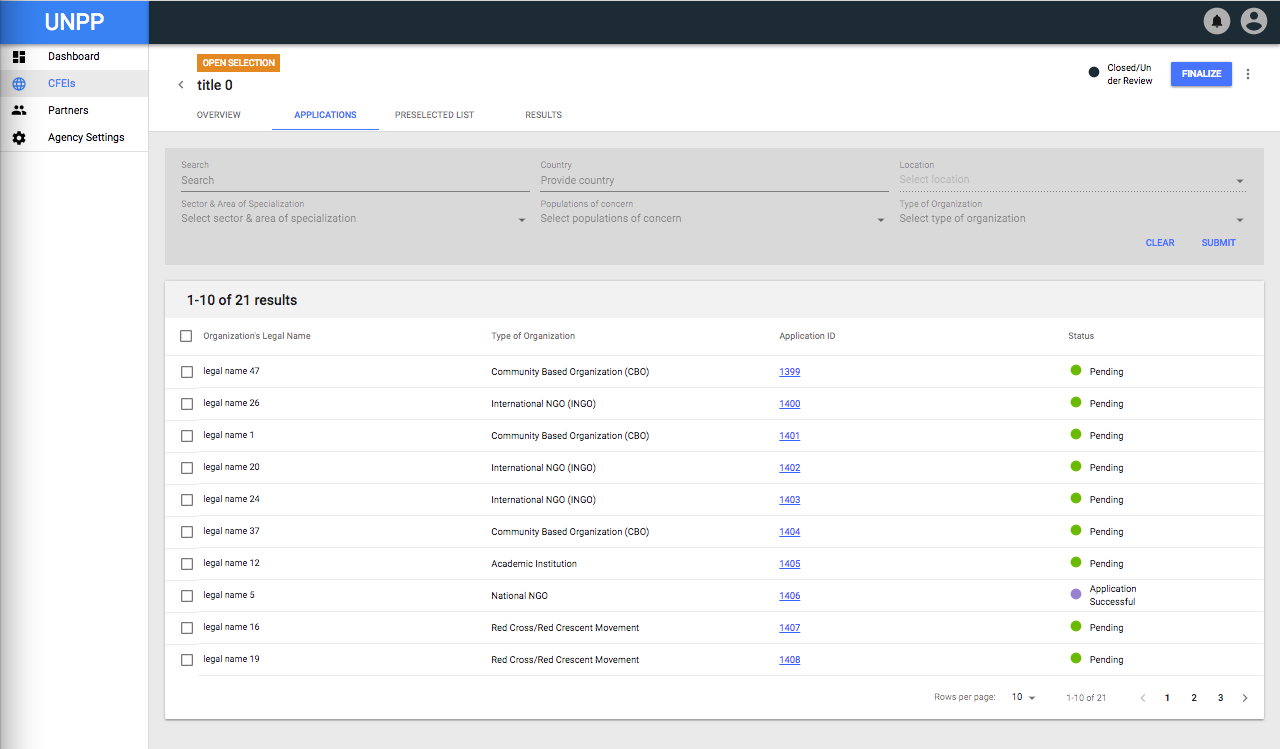 UNPP
Dashboard
CFEIs
Partners
Agency Settings
OPEN SELECTION
title 0
Closed/Un
der Review
FINALIZE
OVERVIEW APPLICATIONS PRESELECTED LIST RESULTS
Search Country Location
Search Provide country Select location
Sector & Area of Specialization Populations of concern Type of Organization
Select sector & area of specialization Select populations of concern Select type of organization
CLEAR SUBMIT
1-10 of 21 results
Organization's Legal Name Type of Organization Application ID Status
legal name 47 Community Based Organization (CBO) 1399 Pending
legal name 26 International NGO (INGO) 1400 Pending
legal name 1 Community Based Organization (CBO) 1401 Pending
legal name 20 International NGO (INGO) 1402 Pending
legal name 24 International NGO (INGO) 1403 Pending
legal name 37 Community Based Organization (CBO) 1404 Pending
legal name 12 Academic Institution 1405 Pending
legal name 5 National NGO 1406 Application
Successful
legal name 16 Red Cross/Red Crescent Movement 1407 Pending
legal name 19 Red Cross/Red Crescent Movement 1408 Pending
Rows per page: 10 1-10 of 21 1 2 3